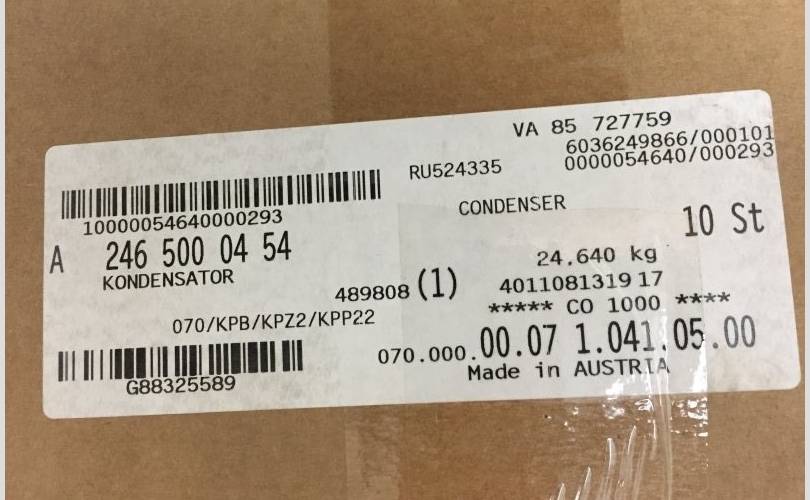 VA 85 727759
6036249866/000101
RU524335 0000054640/000293
10000054640000293
CONDENSER
10 St
A 246 500 04 54
24.640 kg
KONDENSATOR
489808 (1) 4011081319 17
***** CO 1000 ****
070/KPB/KPZ2/KPP22
070.000.00.07 1.041.05.00
G88325589
Made in AUSTRIA